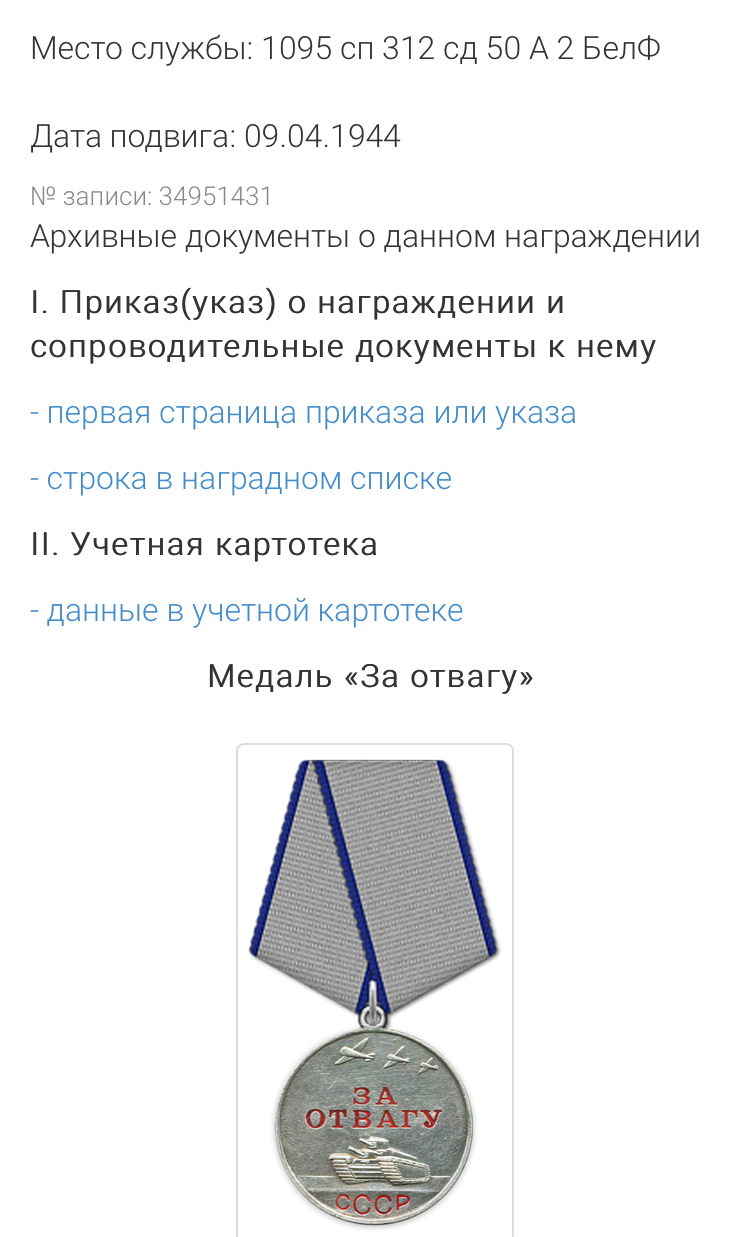 Место службы: 1095 сп 312 сд 50 А 2 БелФ
Дата подвига: 09.04.1944
№ записи: 34951431
Архивные документы о данном награждении
I. Приказ(указ) о награждении и
сопроводительные документы к нему
- первая страница приказа или указа
- строка в наградном списке
II. Учетная картотека
- данные в учетной картотеке
Медаль «За отвагу»
ЗА
ОТВАГУ
СССР